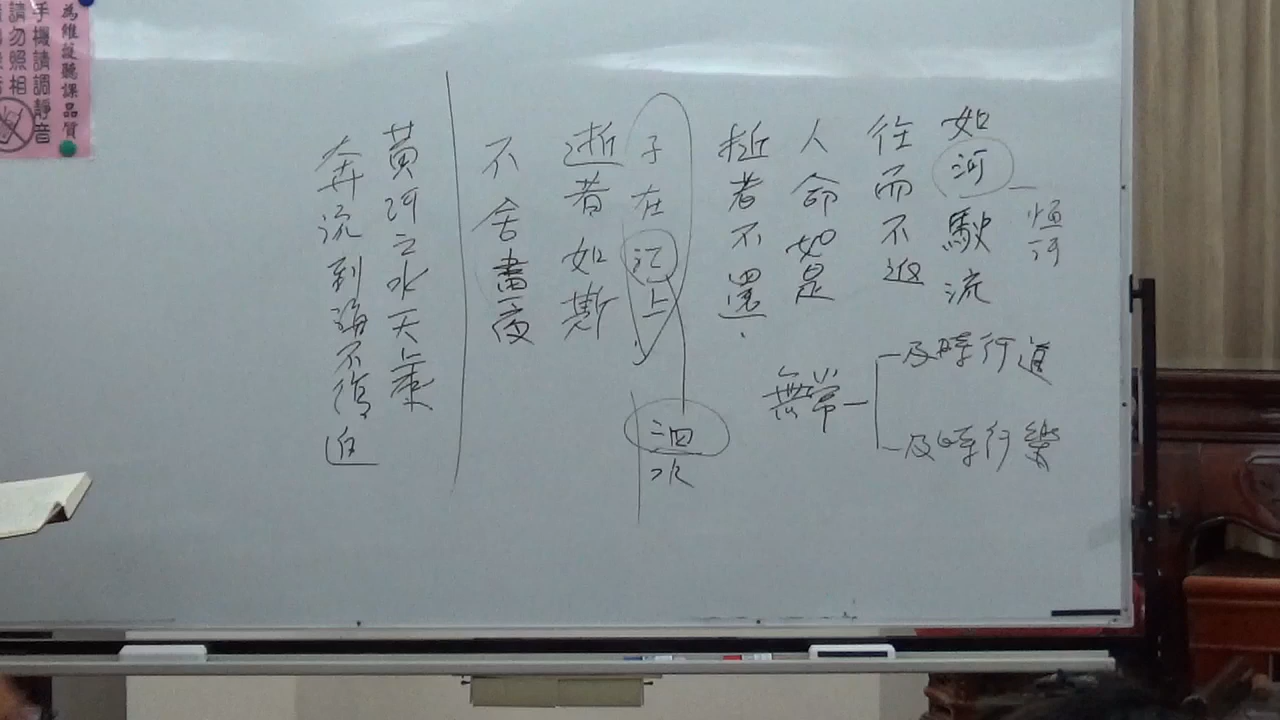 恒河
如河駛流
往而不返
人命如是
逝者不還
無常
及時行道
及時行樂
子在上
泗水
逝者如斯
不舍晝夜
黃河之水天上來
奔流到海不復迴
為維護聽課品質
手機請調靜音
請勿照相